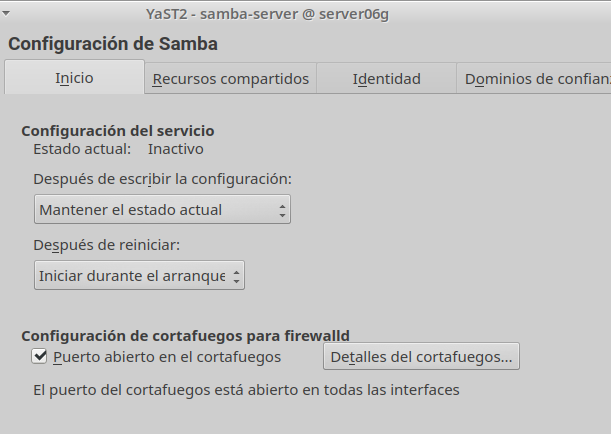 YaST2 - samba-server @ server06g
Configuración de Samba
Inicio Recursos compartidos Identidad Dominios de confian
Configuración del servicio
Estado actual: Inactivo
Después de escribir la configuración:
Mantener el estado actual
Después de reiniciar:
Iniciar durante el arranque
Configuración de cortafuegos para firewalld
Puerto abierto en el cortafuegos Detalles del cortafuegos...
El puerto del cortafuegos está abierto en todas las interfaces